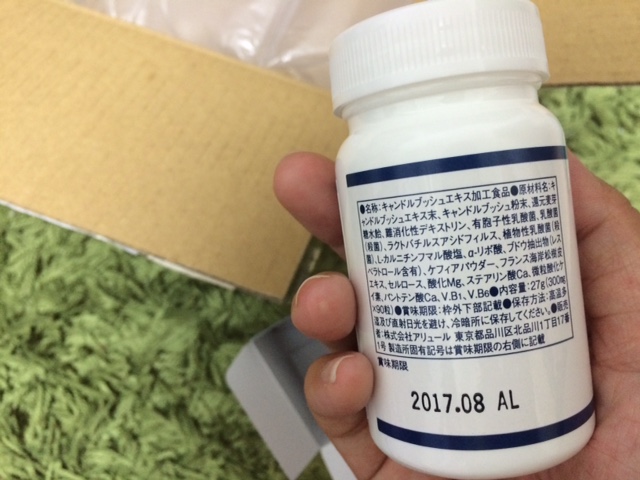 ●名称:キャンドルブッシュエキス加工食品●原材料名:キ
ャンドルブッシュエキス末、キャンドルブッシュ粉末、還元麦芽
糖水飴、難消化性デキストリン、有胞子性乳酸菌、乳酸菌
(殺菌)、ラクトバチルスアシドフィルス、植物性乳酸菌(殺
菌)、L-カルニチンフマル酸塩、α-リポ酸、ブドウ抽出物(レス
ベラトロール含有)、ケフィアパウダー、フランス海岸松樹皮
エキス、セルロース、酸化Mg、ステアリン酸Ca、微粒酸化ケ
イ素、パントテン酸Ca、V.B1、V.B6●内容量:27g(300mg
×90粒)●賞味期限:枠外下部記載●保存方法:高温多
湿及び直射日光を避け、冷暗所に保存してください。●販売
者:株式会社アリュール 東京都品川区北品川1丁目17番
1号 製造所固有記号は賞味期限の右側に記載
賞味期限
2017.08 AL